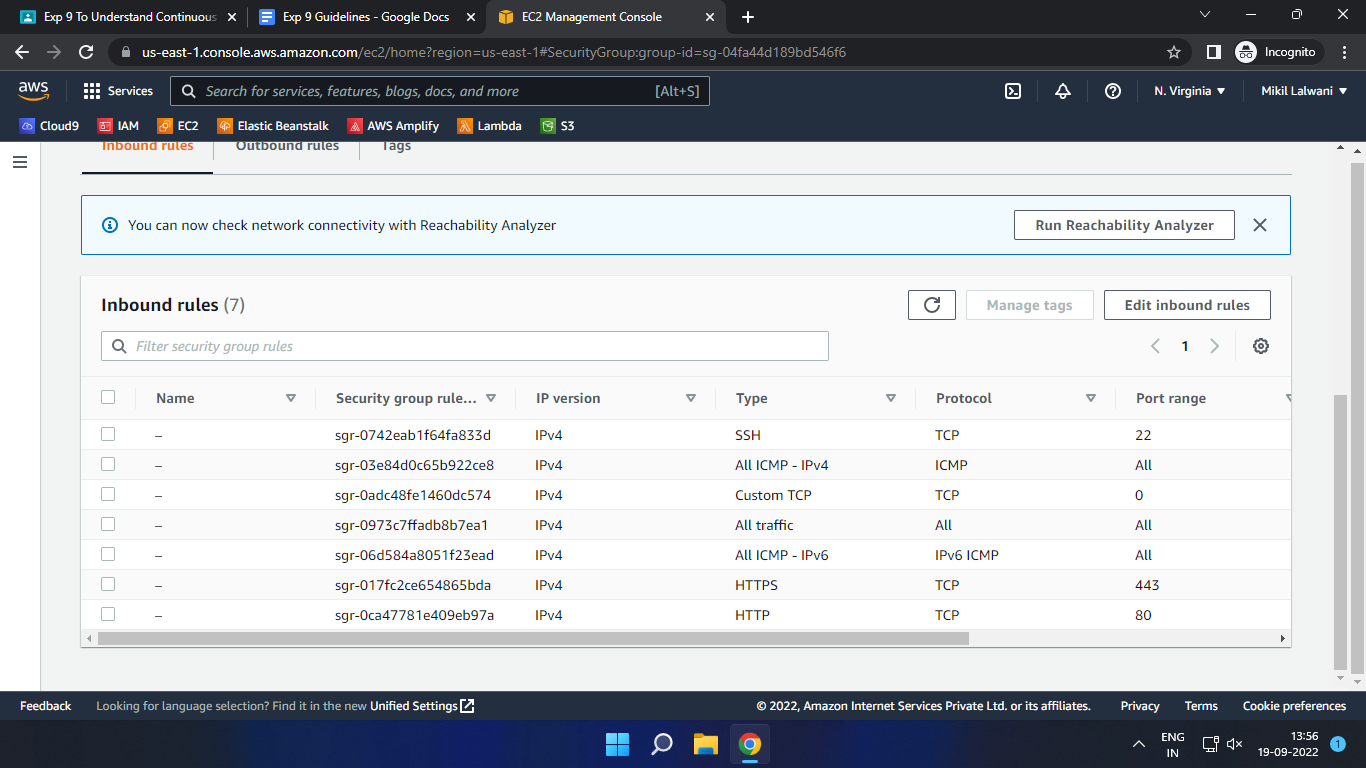 Exp 9 To Understand Continuous
Exp 9 Guidelines - Google Docs
EC2 Management Console
us-east-1.console.aws.amazon.com/ec2/home?region=us-east-1#SecurityGroup:group-id=sg-04fa44d189bd546f6
Incognito
aws
Services
Search for services, features, blogs, docs, and more
[Alt+S]
N. Virginia
Mikil Lalwani
Cloud9
IAM
EC2
Elastic Beanstalk
AWS Amplify
Lambda
S3
Inbound rules
Outbound rules
Tags
You can now check network connectivity with Reachability Analyzer
Run Reachability Analyzer
Inbound rules (7)
Manage tags
Edit inbound rules
Filter security group rules
1
Name Security group rule... IP version Type Protocol Port range
– sgr-0742eab1f64fa833d IPv4 SSH TCP 22
– sgr-03e84d0c65b922ce8 IPv4 All ICMP - IPv4 ICMP All
– sgr-0adc48fe1460dc574 IPv4 Custom TCP TCP 0
– sgr-0973c7ffadb8b7ea1 IPv4 All traffic All All
– sgr-06d584a8051f23ead IPv4 All ICMP - IPv6 IPv6 ICMP All
– sgr-017fc2ce654865bda IPv4 HTTPS TCP 443
– sgr-0ca47781e409eb97a IPv4 HTTP TCP 80
Feedback
Looking for language selection? Find it in the new Unified Settings
© 2022, Amazon Internet Services Private Ltd. or its affiliates.
Privacy
Terms
Cookie preferences
ENG
IN
13:56
19-09-2022
1